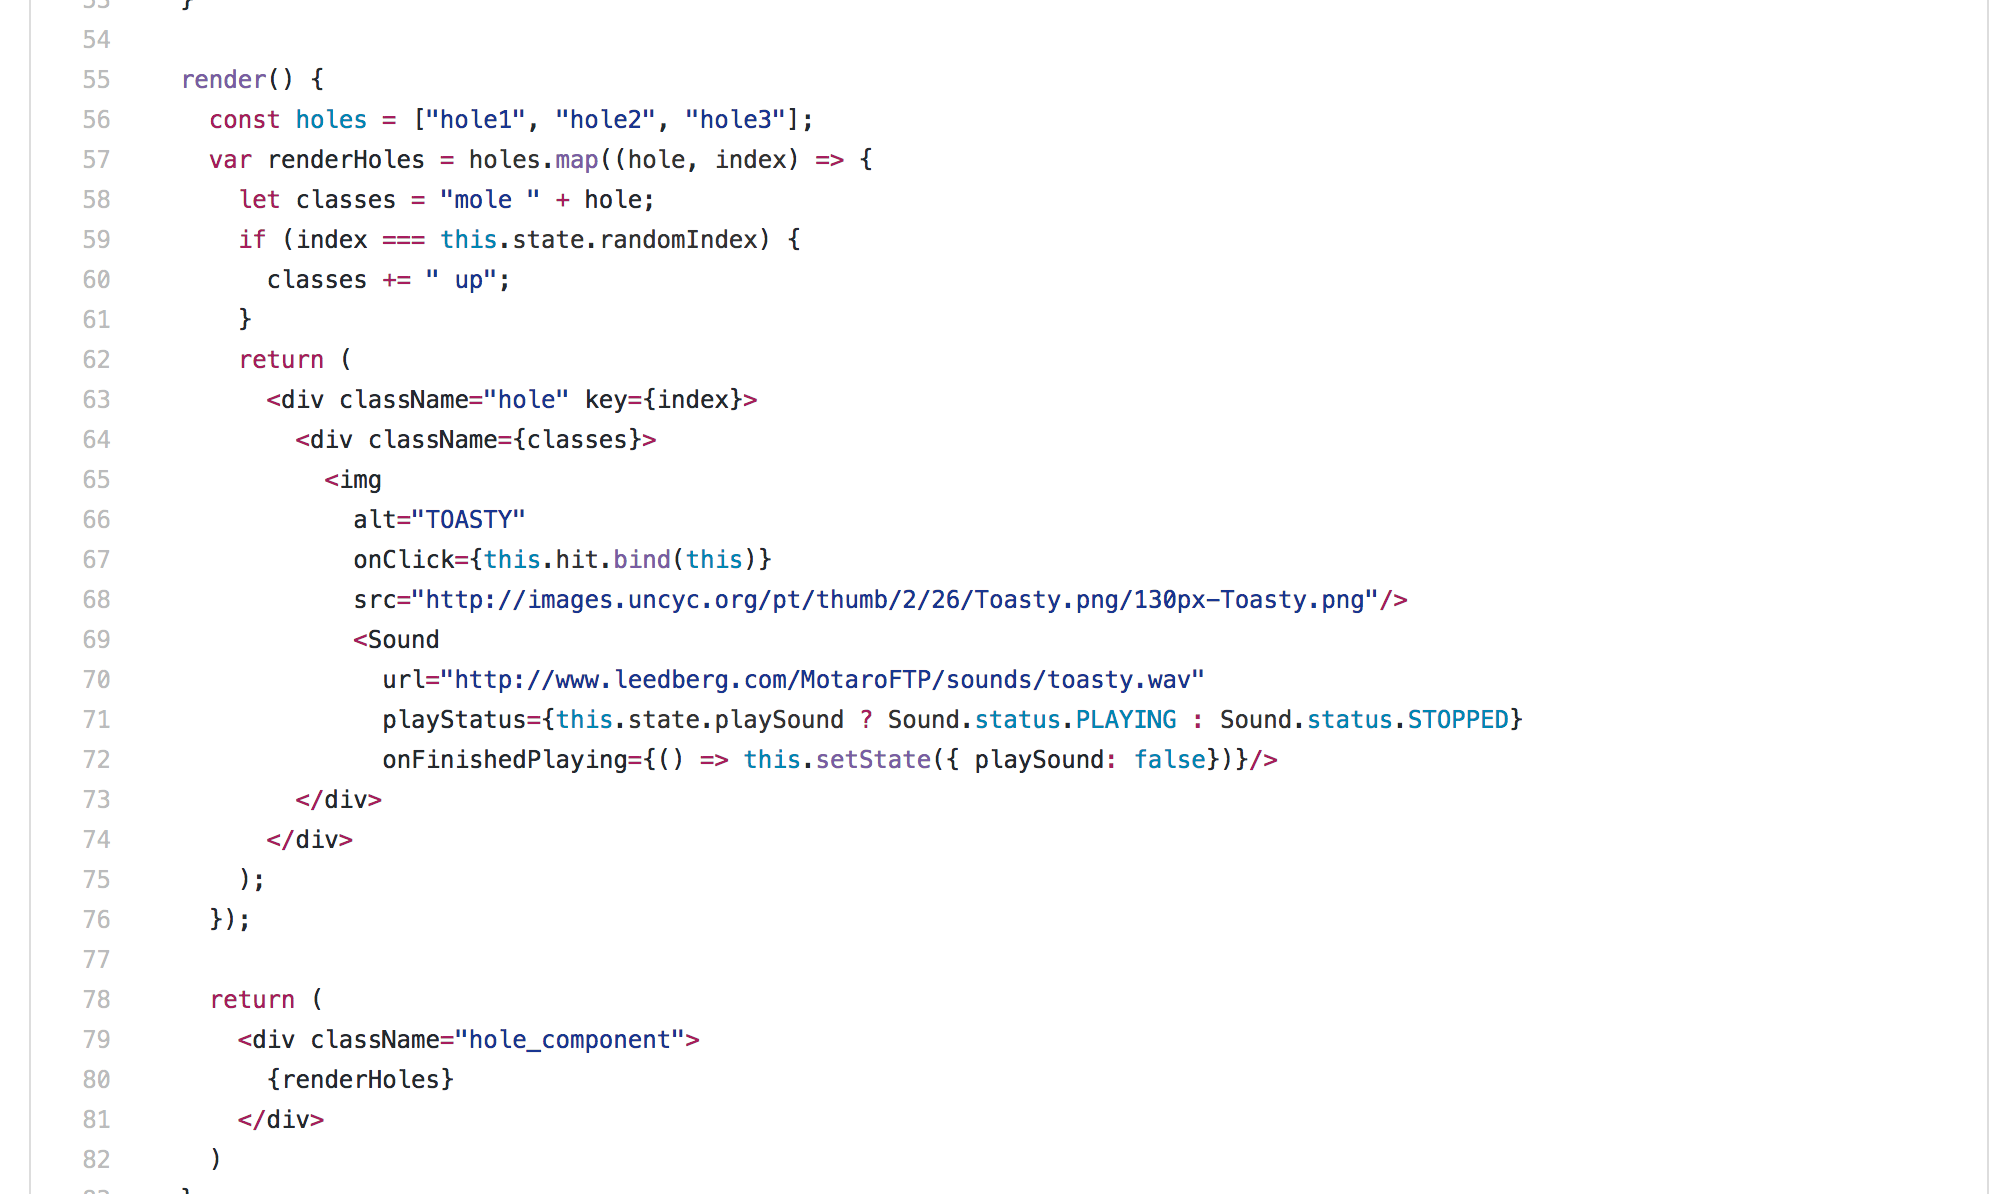 53 }
54
55 render() {
56 const holes = ["hole1", "hole2", "hole3"];
57 var renderHoles = holes.map((hole, index) => {
58 let classes = "mole " + hole;
59 if (index === this.state.randomIndex) {
60 classes += " up";
61 }
62 return (
63 <div className="hole" key={index}>
64 <div className={classes}>
65 <img
66 alt="TOASTY"
67 onClick={this.hit.bind(this)}
68 src="http://images.uncyc.org/pt/thumb/2/26/Toasty.png/130px-Toasty.png"/>
69 <Sound
70 url="http://www.leedberg.com/MotaroFTP/sounds/toasty.wav"
71 playStatus={this.state.playSound ? Sound.status.PLAYING : Sound.status.STOPPED}
72 onFinishedPlaying={() => this.setState({ playSound: false})}/>
73 </div>
74 </div>
75 );
76 });
77
78 return (
79 <div className="hole_component">
80 {renderHoles}
81 </div>
82 )
83 }